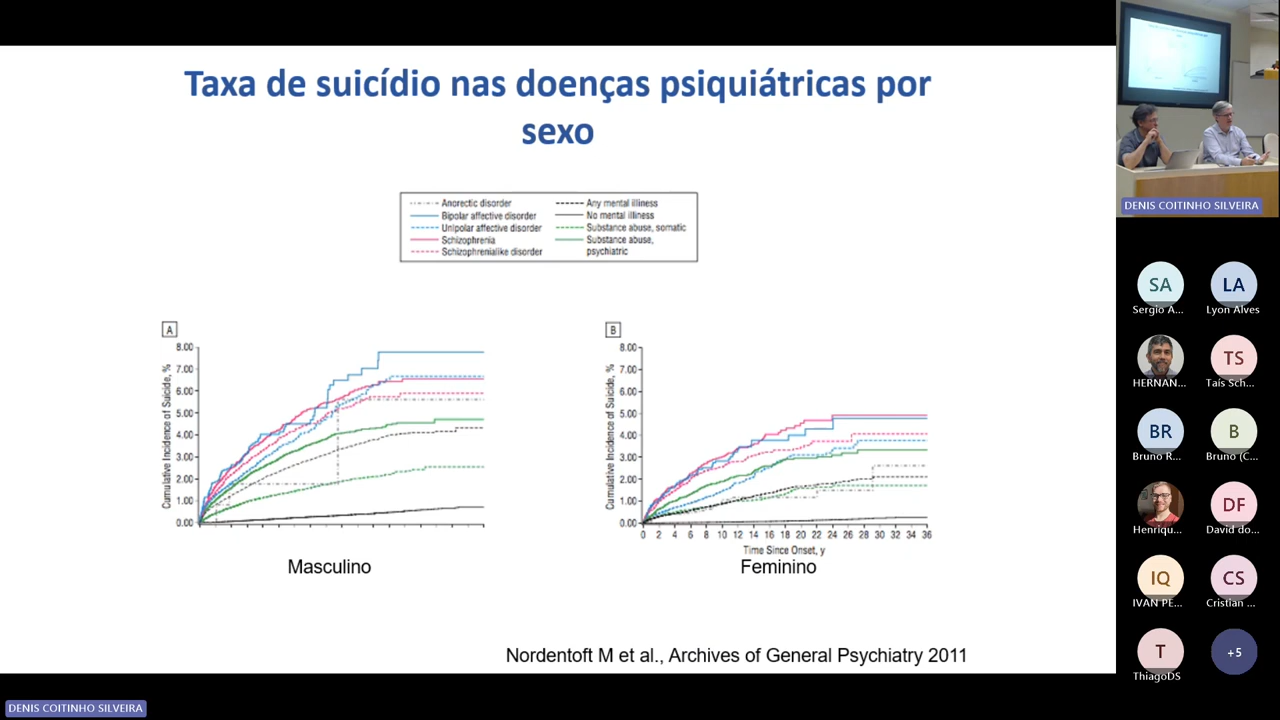 Taxa de suicídio nas doenças psiquiátricas por
sexo
Anorectic disorder
Bipolar affective disorder
Unipolar affective disorder
Schizophrenia
Schizophrenialike disorder
Any mental illness
No mental illness
Substance abuse, somatic
Substance abuse,
psychiatric
A
8.00
7.00
6.00
5.00
4.00
3.00
2.00
1.00
0.00
Cumulative Incidence of Suicide, %
Masculino
B
8.00
7.00
6.00
5.00
4.00
3.00
2.00
1.00
0.00
Cumulative Incidence of Suicide, %
0 2 4 6 8 10 12 14 16 18 20 22 24 26 28 30 32 34 36
Time Since Onset, y
Feminino
Nordentoft M et al., Archives of General Psychiatry 2011
DENIS COITINHO SILVEIRA
DENIS COITINHO SILVEIRA
SA LA
Sergio A... Lyon Alves
TS
HERNAN... Taís Sch...
BR B
Bruno R... Bruno (C...
DF
Henriqu... David do...
IQ CS
IVAN PE... Cristian ...
T +5
ThiagoDS